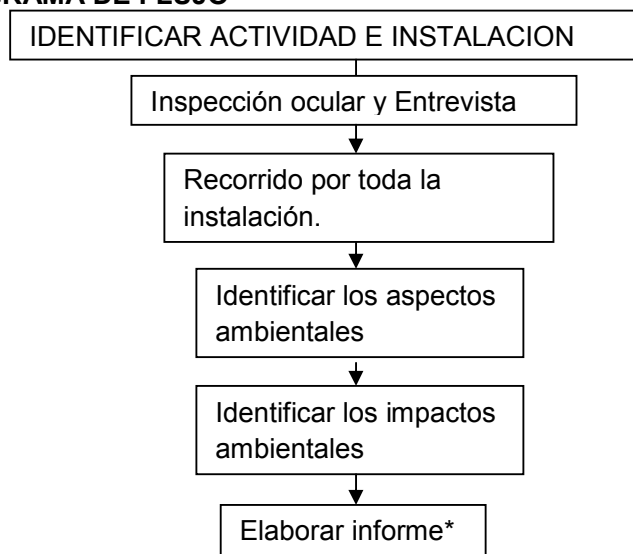 IDENTIFICAR ACTIVIDAD E INSTALACION
Inspección ocular y Entrevista
Recorrido por toda la
instalación.
Identificar los aspectos
ambientales
Identificar los impactos
ambientales
Elaborar informe*